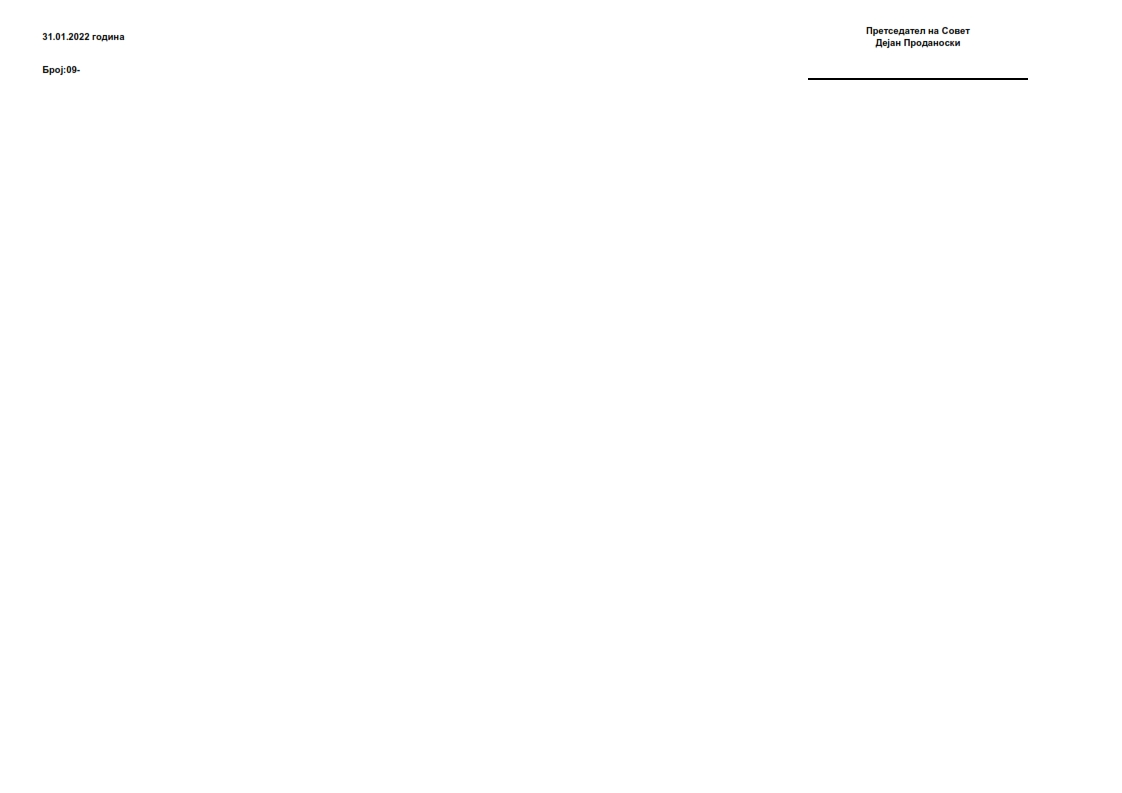 31.01.2022 година
Број:09-
Претседател на Совет
Дејан Проданоски